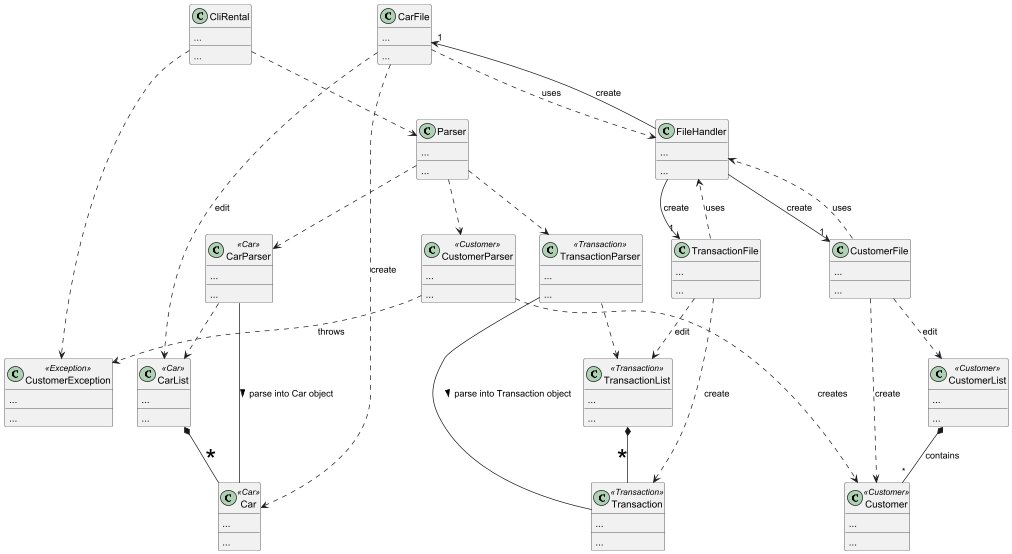 C CliRental
...
...
C CarFile
...
...
1
create
uses
C Parser
...
...
C FileHandler
...
...
edit
create
create
1
uses
create
1
uses
C «Car»
CarParser
...
...
C «Customer»
CustomerParser
...
...
C «Transaction»
TransactionParser
...
...
C TransactionFile
...
...
C CustomerFile
...
...
throws
edit
edit
C «Exception»
CustomerException
...
...
C «Car»
CarList
...
...
parse into Car object
parse into Transaction object
C «Transaction»
TransactionList
...
...
create
creates
create
C «Customer»
CustomerList
...
...
*
*
contains
*
C «Car»
Car
...
...
C «Transaction»
Transaction
...
...
C «Customer»
Customer
...
...